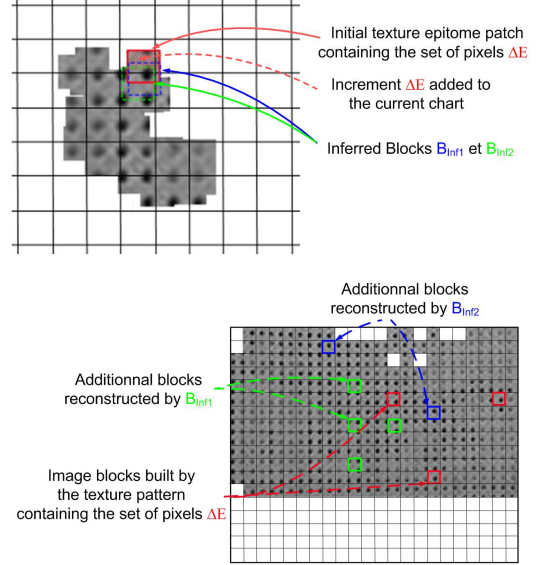 Initial texture epitome patch
containing the set of pixels ΔE
Increment ΔE added to
the current chart
Inferred Blocks BInf1 et BInf2
Additionnal blocks
reconstructed by BInf2
Additionnal blocks
reconstructed by BInf1
Image blocks built by
the texture pattern
containing the set of pixels ΔE